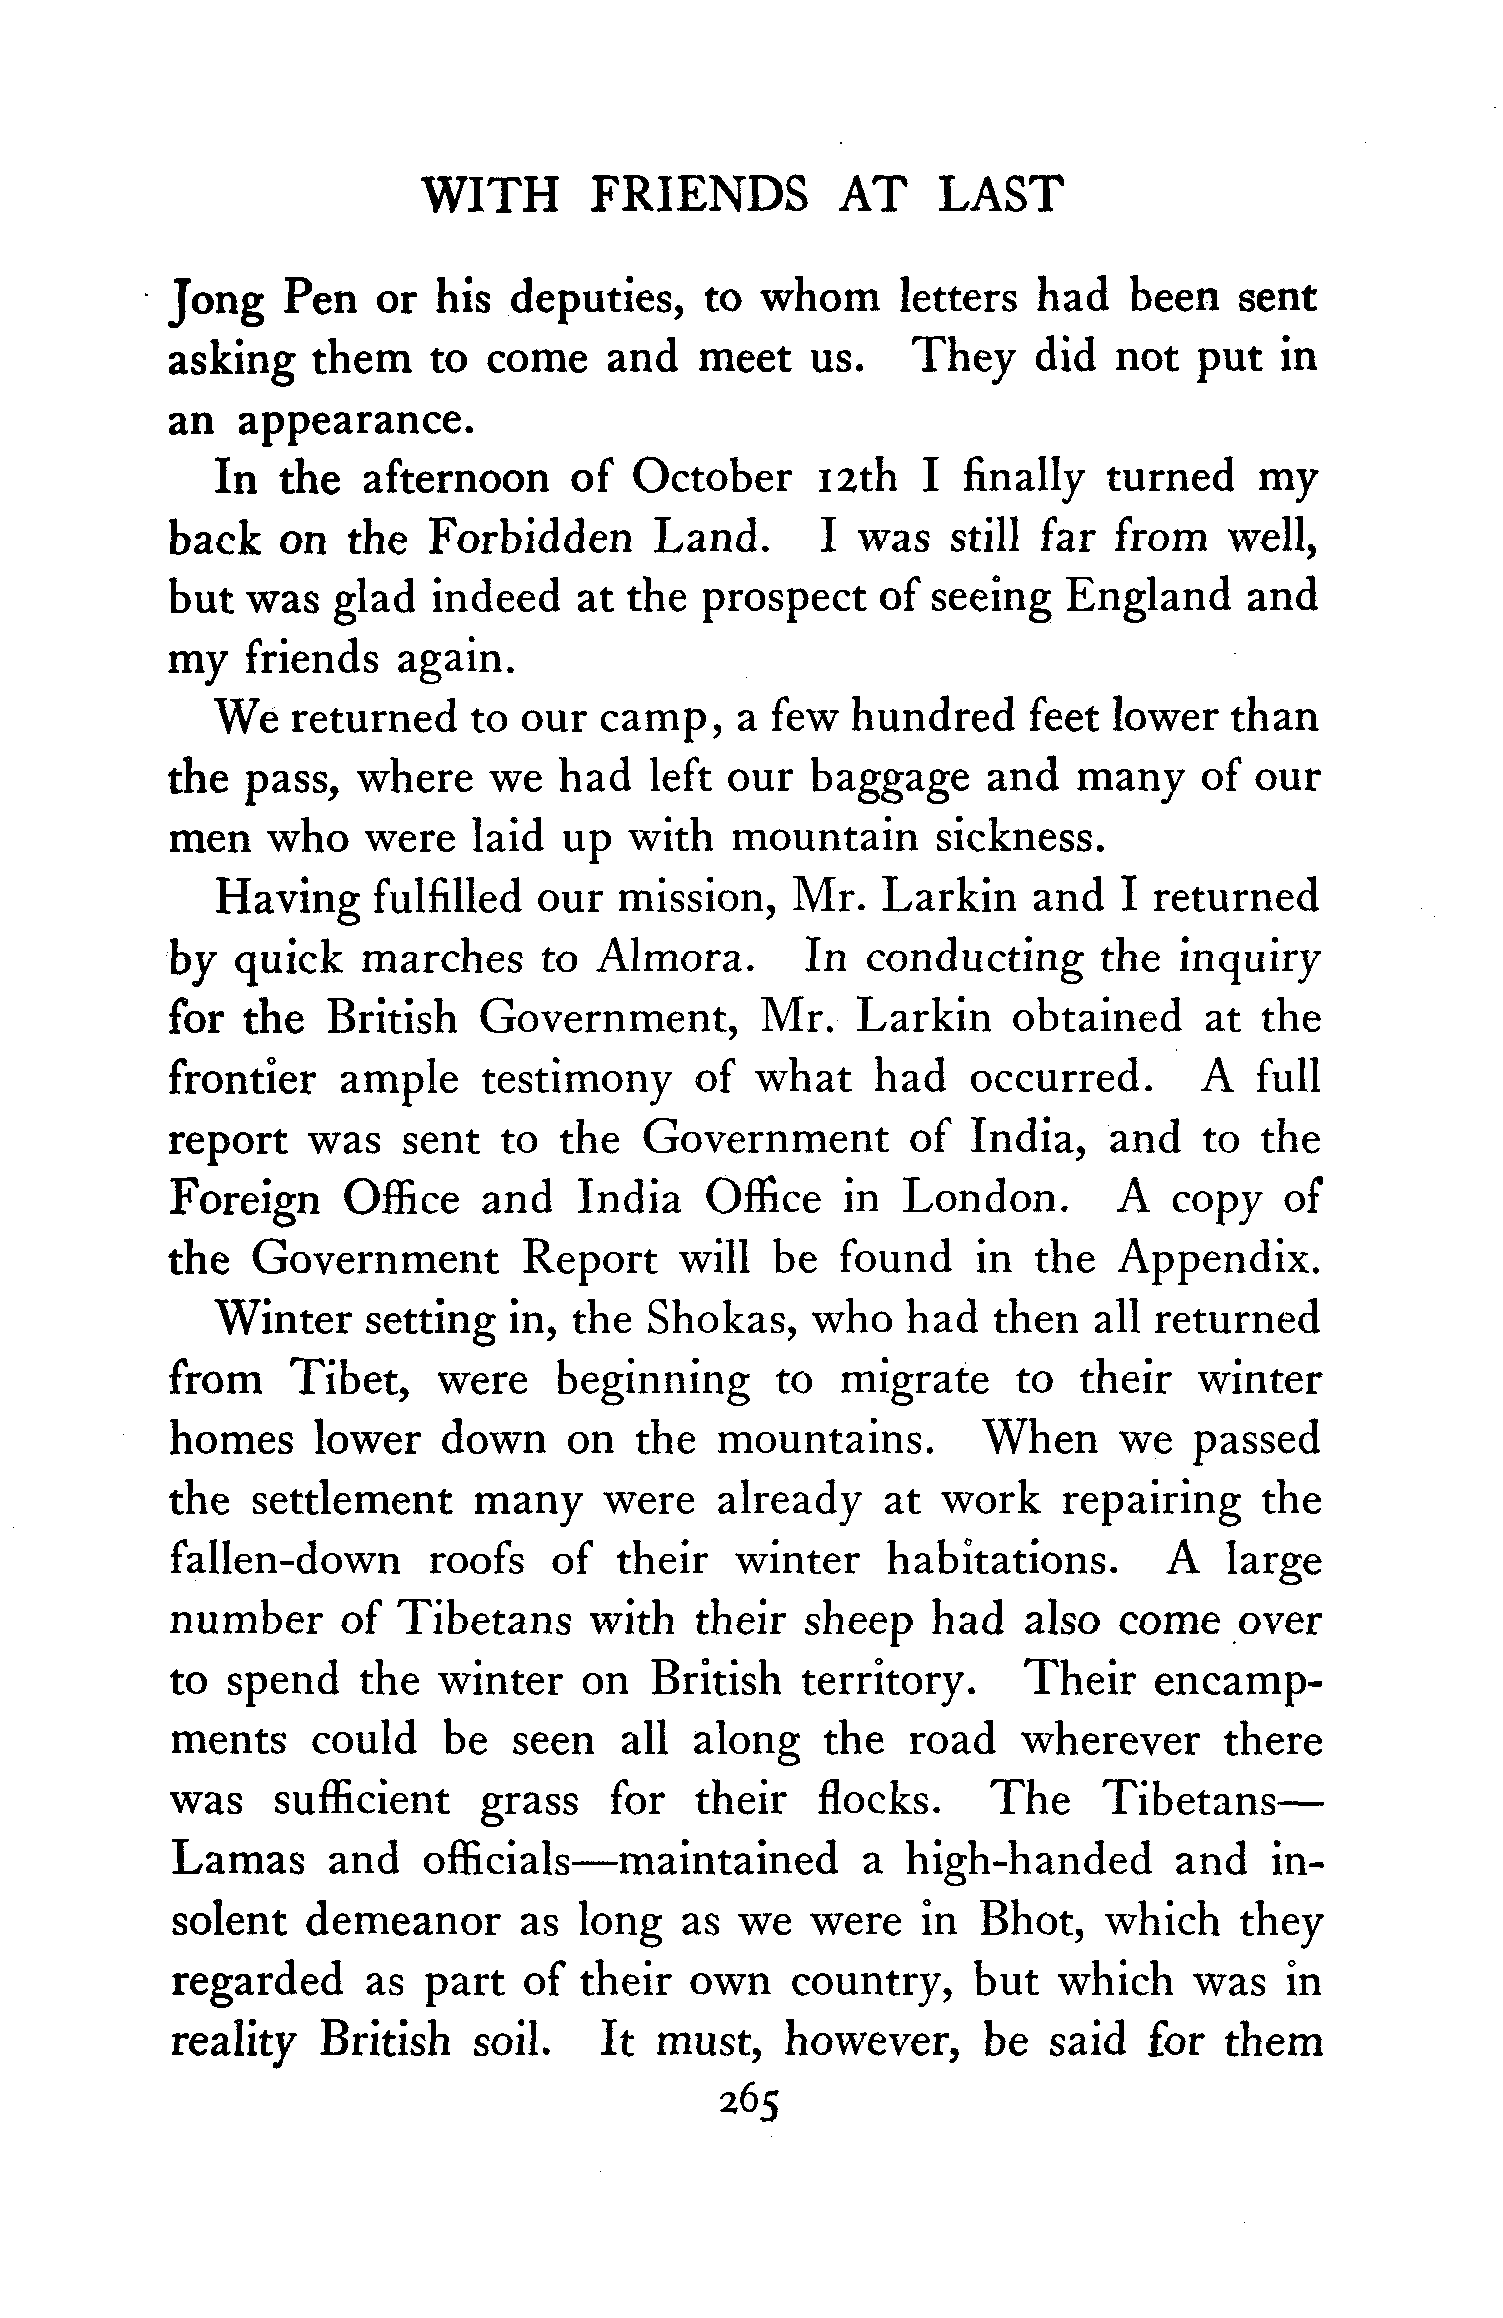 WITH FRIENDS AT LAST
Jong Pen or his deputies, to whom letters had been sent
asking them to come and meet us. They did not put in
an appearance.
In the afternoon of October 12th I finally turned my
back on the Forbidden Land. I was still far from well,
but was glad indeed at the prospect of seeing England and
my friends again.
We returned to our camp, a few hundred feet lower than
the pass, where we had left our baggage and many of our
men who were laid up with mountain sickness.
Having fulfilled our mission, Mr. Larkin and I returned
by quick marches to Almora. In conducting the inquiry
for the British Government, Mr. Larkin obtained at the
frontier ample testimony of what had occurred. A full
report was sent to the Government of India, and to the
Foreign Office and India Office in London. A copy of
the Government Report will be found in the Appendix.
Winter setting in, the Shokas, who had then all returned
from Tibet, were beginning to migrate to their winter
homes lower down on the mountains. When we passed
the settlement many were already at work repairing the
fallen-down roofs of their winter habitations. A large
number of Tibetans with their sheep had also come over
to spend the winter on British territory. Their encamp-
ments could be seen all along the road wherever there
was sufficient grass for their flocks. The Tibetans—
Lamas and officials—maintained a high-handed and in-
solent demeanor as long as we were in Bhot, which they
regarded as part of their own country, but which was in
reality British soil. It must, however, be said for them
265